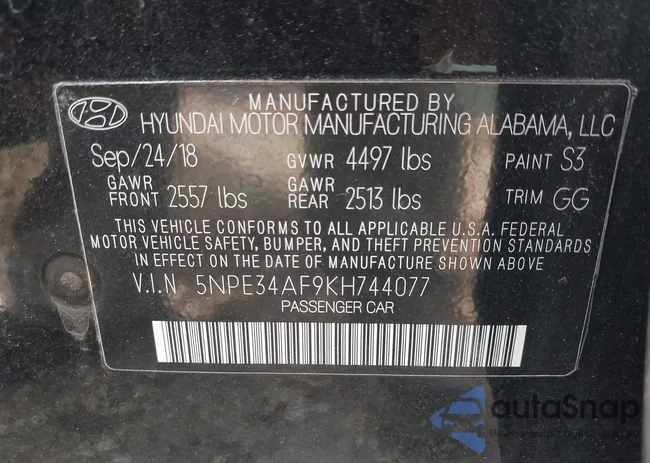 MANUFACTURED BY
HYUNDAI MOTOR MANUFACTURING ALABAMA, LLC
Sep/24/18 GVWR 4497 lbs PAINT S3
GAWR FRONT 2557 lbs GAWR REAR 2513 lbs TRIM GG
THIS VEHICLE CONFORMS TO ALL APPLICABLE U.S.A. FEDERAL
MOTOR VEHICLE SAFETY, BUMPER, AND THEFT PREVENTION STANDARDS
IN EFFECT ON THE DATE OF MANUFACTURE SHOWN ABOVE
V.I.N 5NPE34AF9KH744077
PASSENGER CAR
autoSnap